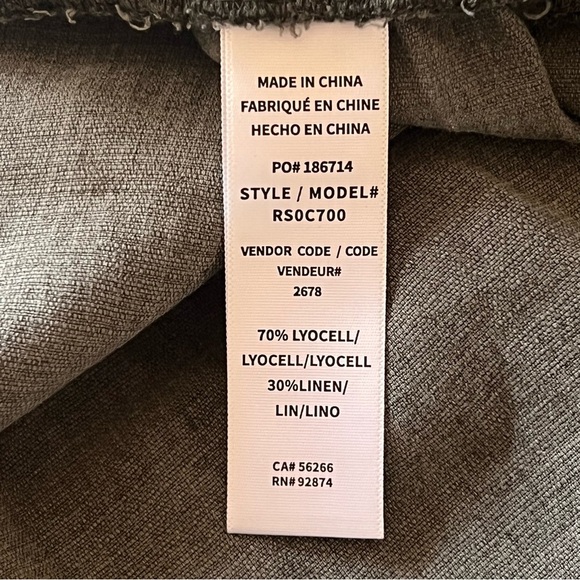 MADE IN CHINA
FABRIQUÉ EN CHINE
HECHO EN CHINA
PO# 186714
STYLE / MODEL#
RS0C700
VENDOR CODE / CODE
VENDEUR#
2678
70% LYOCELL/
LYOCELL/LYOCELL
30%LINEN/
LIN/LINO
CA# 56266
RN# 92874